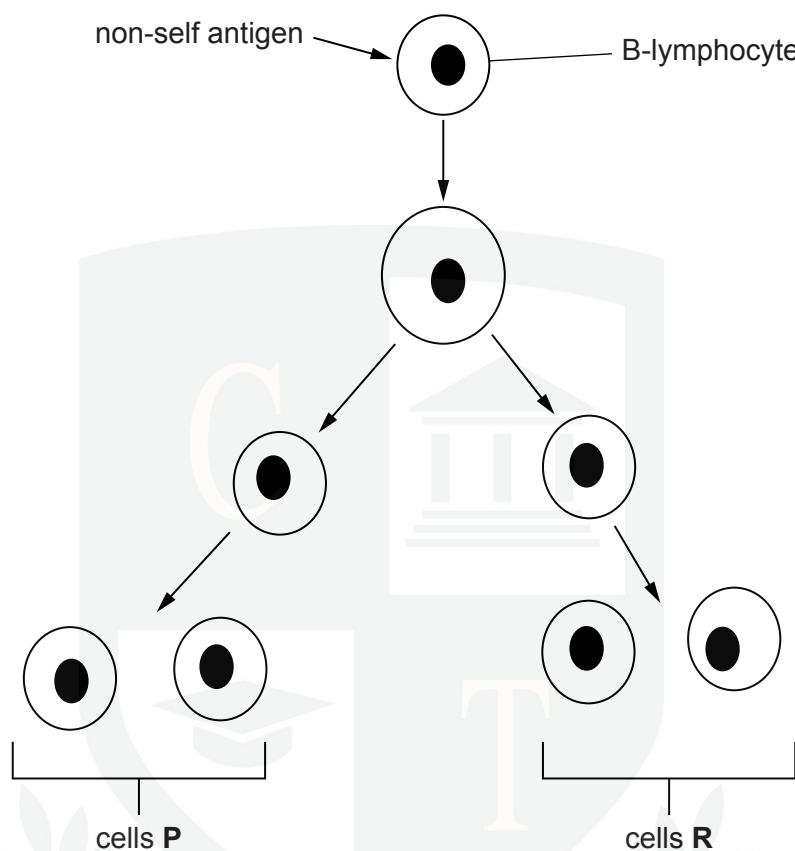 non-self antigen
B-lymphocyte
C
T
cells P
cells R